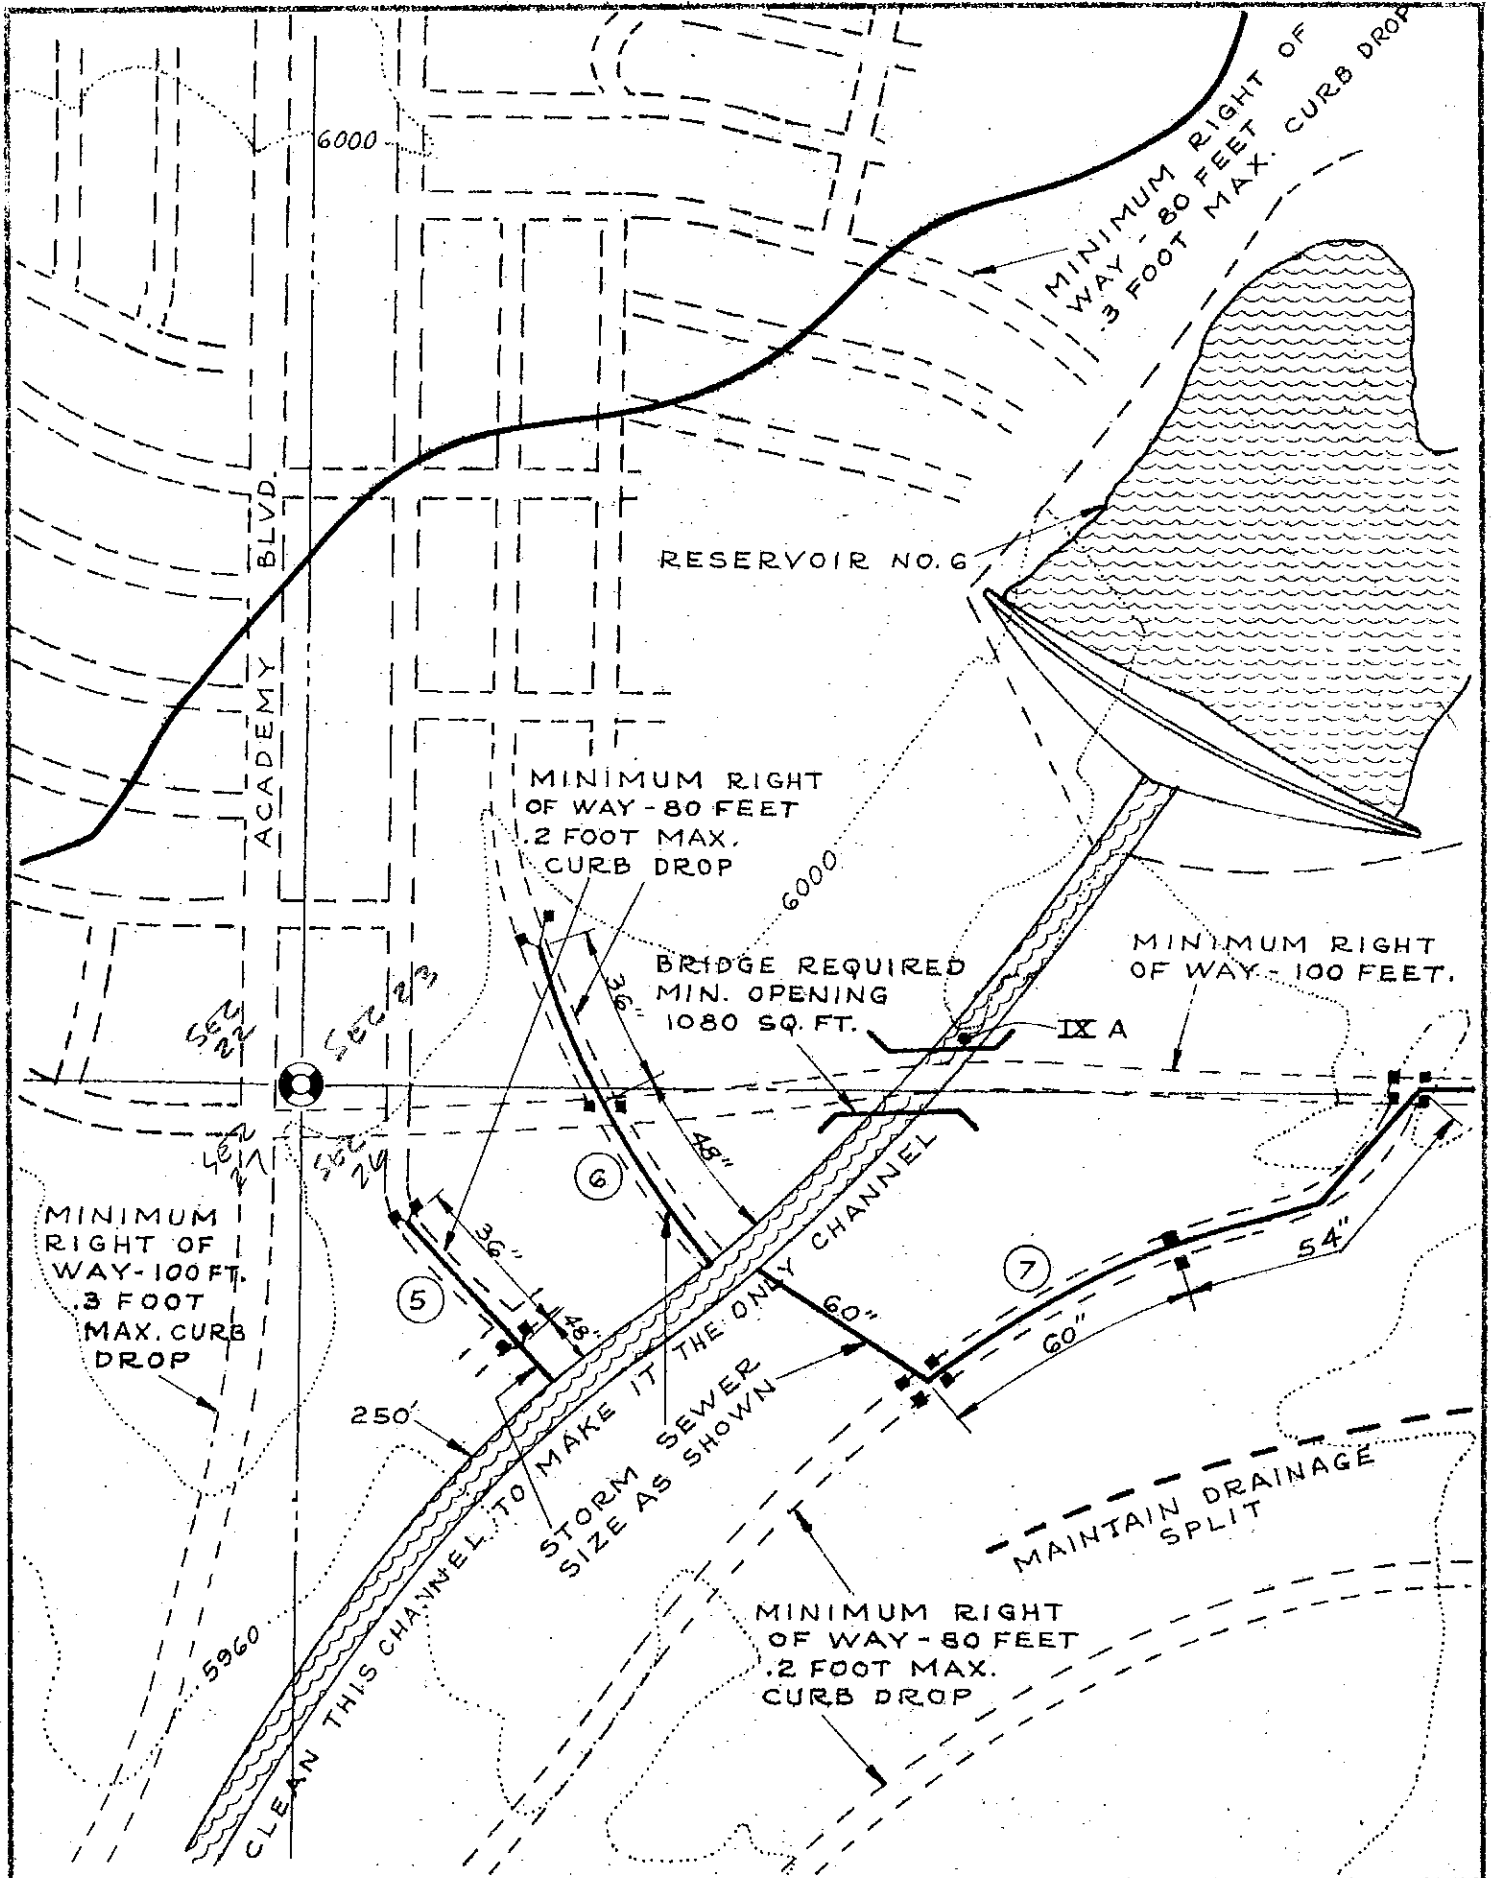 MINIMUM RIGHT OF
WAY - 80 FEET
.3 FOOT MAX. CURB DROP
6000
ACADEMY BLVD.
RESERVOIR NO. 6
MINIMUM RIGHT
OF WAY - 80 FEET
.2 FOOT MAX.
CURB DROP
6000
MINIMUM RIGHT
OF WAY - 100 FEET.
BRIDGE REQUIRED
MIN. OPENING
1080 SQ. FT.
IX A
36"
48"
SEC 22
SEC 23
SEC 27
SEC 26
6
MINIMUM
RIGHT OF
WAY - 100 FT.
.3 FOOT
MAX. CURB
DROP
36"
5
48"
7
54"
60"
60"
250'
STORM SEWER
SIZE AS SHOWN
CLEAN THIS CHANNEL TO MAKE IT THE ONLY CHANNEL
MAINTAIN DRAINAGE
SPLIT
5960
MINIMUM RIGHT
OF WAY - 80 FEET
.2 FOOT MAX.
CURB DROP